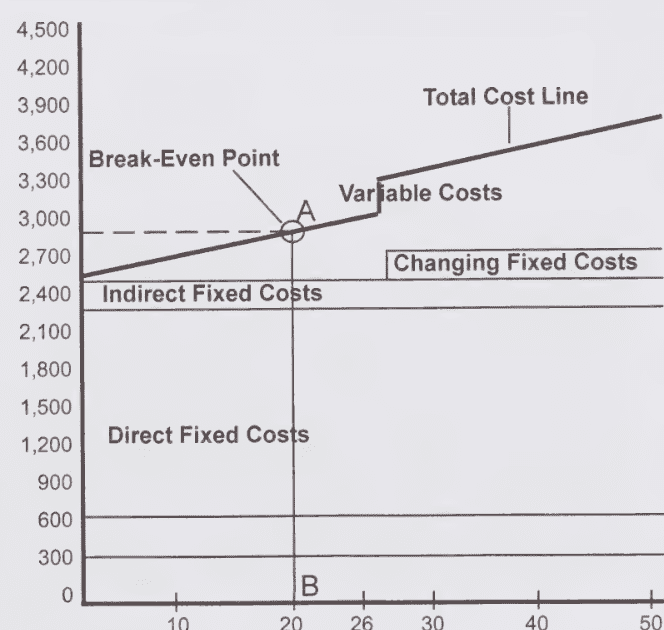 4,500
4,200
3,900
Total Cost Line
3,600
Break-Even Point
3,300
Variable Costs
A
3,000
2,700
Changing Fixed Costs
2,400
Indirect Fixed Costs
2,100
1,800
1,500
Direct Fixed Costs
1,200
900
600
300
0
B
10 20 26 30 40 50